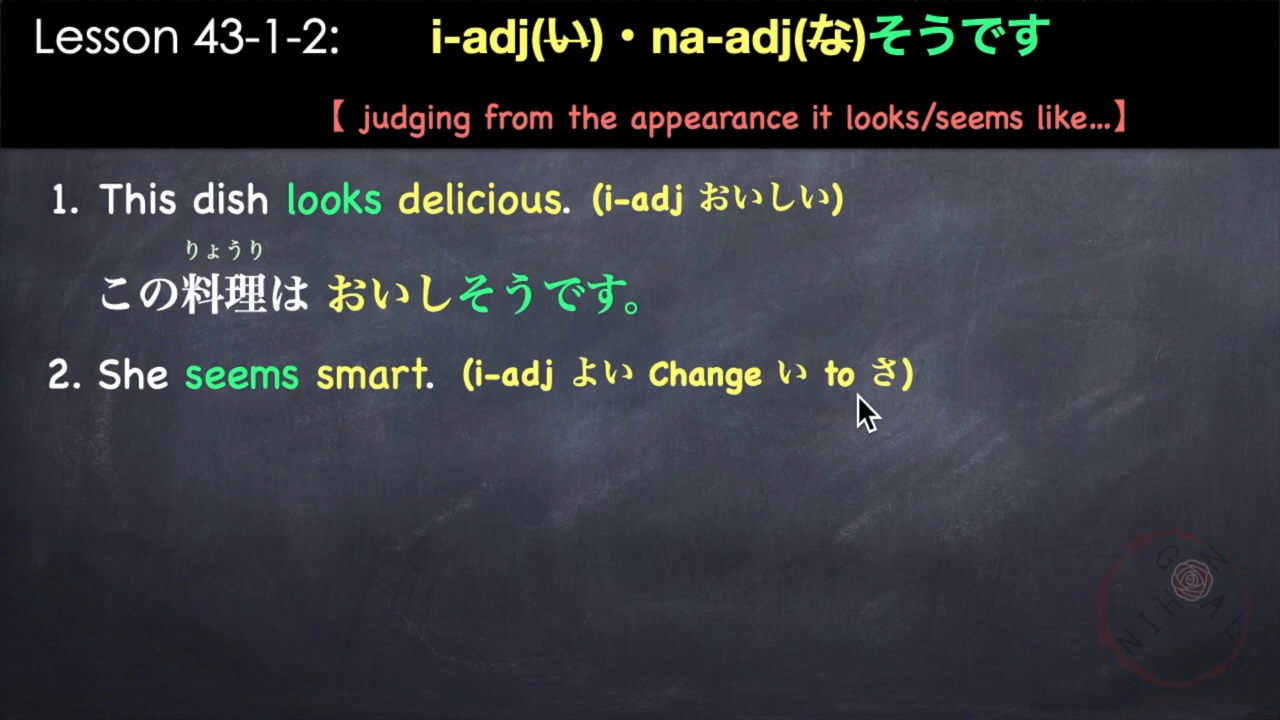 Lesson 43-1-2: i-adj(い)・na-adj(な)そうです
【 judging from the appearance it looks/seems like...】
1. This dish looks delicious. (i-adj おいしい)
りょうり
この料理は おいしそうです。
2. She seems smart. (i-adj よい Change い to さ)
NIHONGOAL